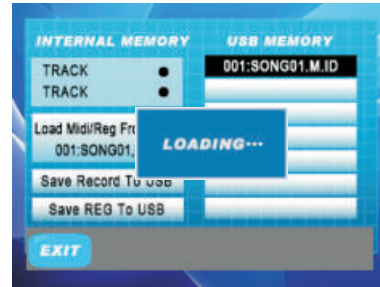 INTERNAL MEMORY
USB MEMORY
TRACK ●
TRACK ●
001:SONG01.M.ID
Load Midi/Reg Fro
001:SONG01,
LOADING...
Save Record To USB
Save REG To USB
EXIT